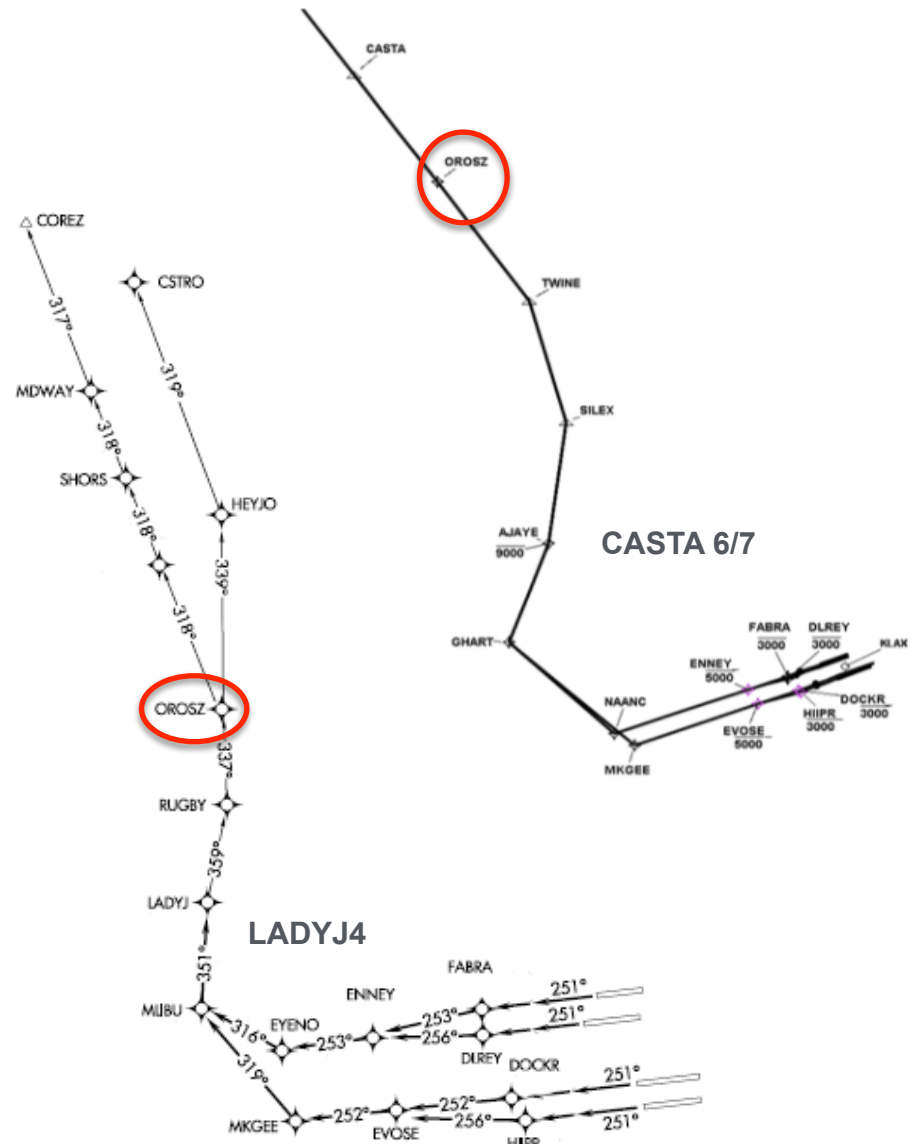 CASTA
OROSZ
TWINE
SILEX
AJAYE
9000
CASTA 6/7
GHART
FABRA
3000
DLREY
3000
KLAX
ENNEY
5000
NAANC
EVOSE
5000
HIIPR
3000
DOCKR
3000
MKGEE
COREZ
CSTRO
317°
319°
MDWAY
318°
SHORS
HEYJO
318°
339°
318°
OROSZ
337°
RUGBY
359°
LADYJ
LADYJ4
351°
FABRA
ENNEY
251°
MLIBU
EYENO
253°
251°
316°
253°
256°
DLREY
319°
DOCKR
251°
252°
252°
256°
251°
MKGEE
EVOSE